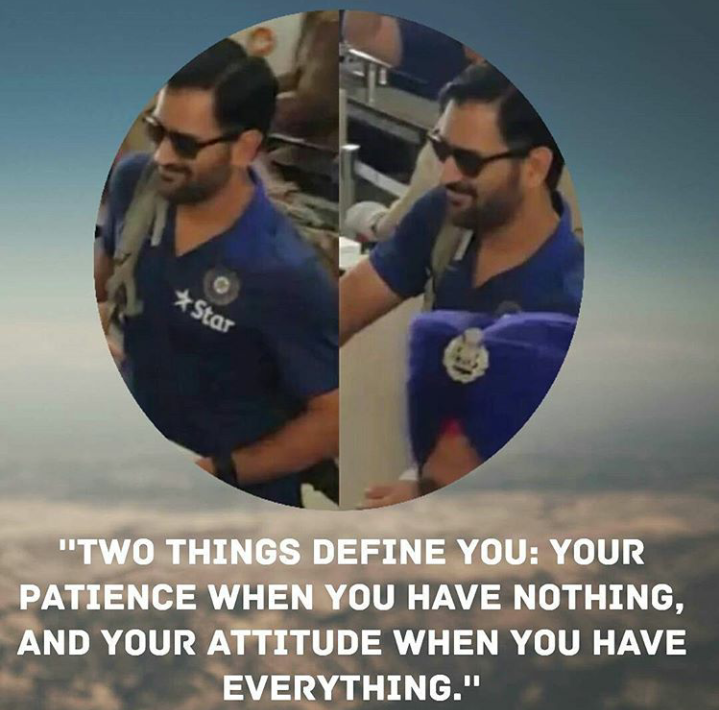 ★Star
"TWO THINGS DEFINE YOU: YOUR
PATIENCE WHEN YOU HAVE NOTHING,
AND YOUR ATTITUDE WHEN YOU HAVE
EVERYTHING."